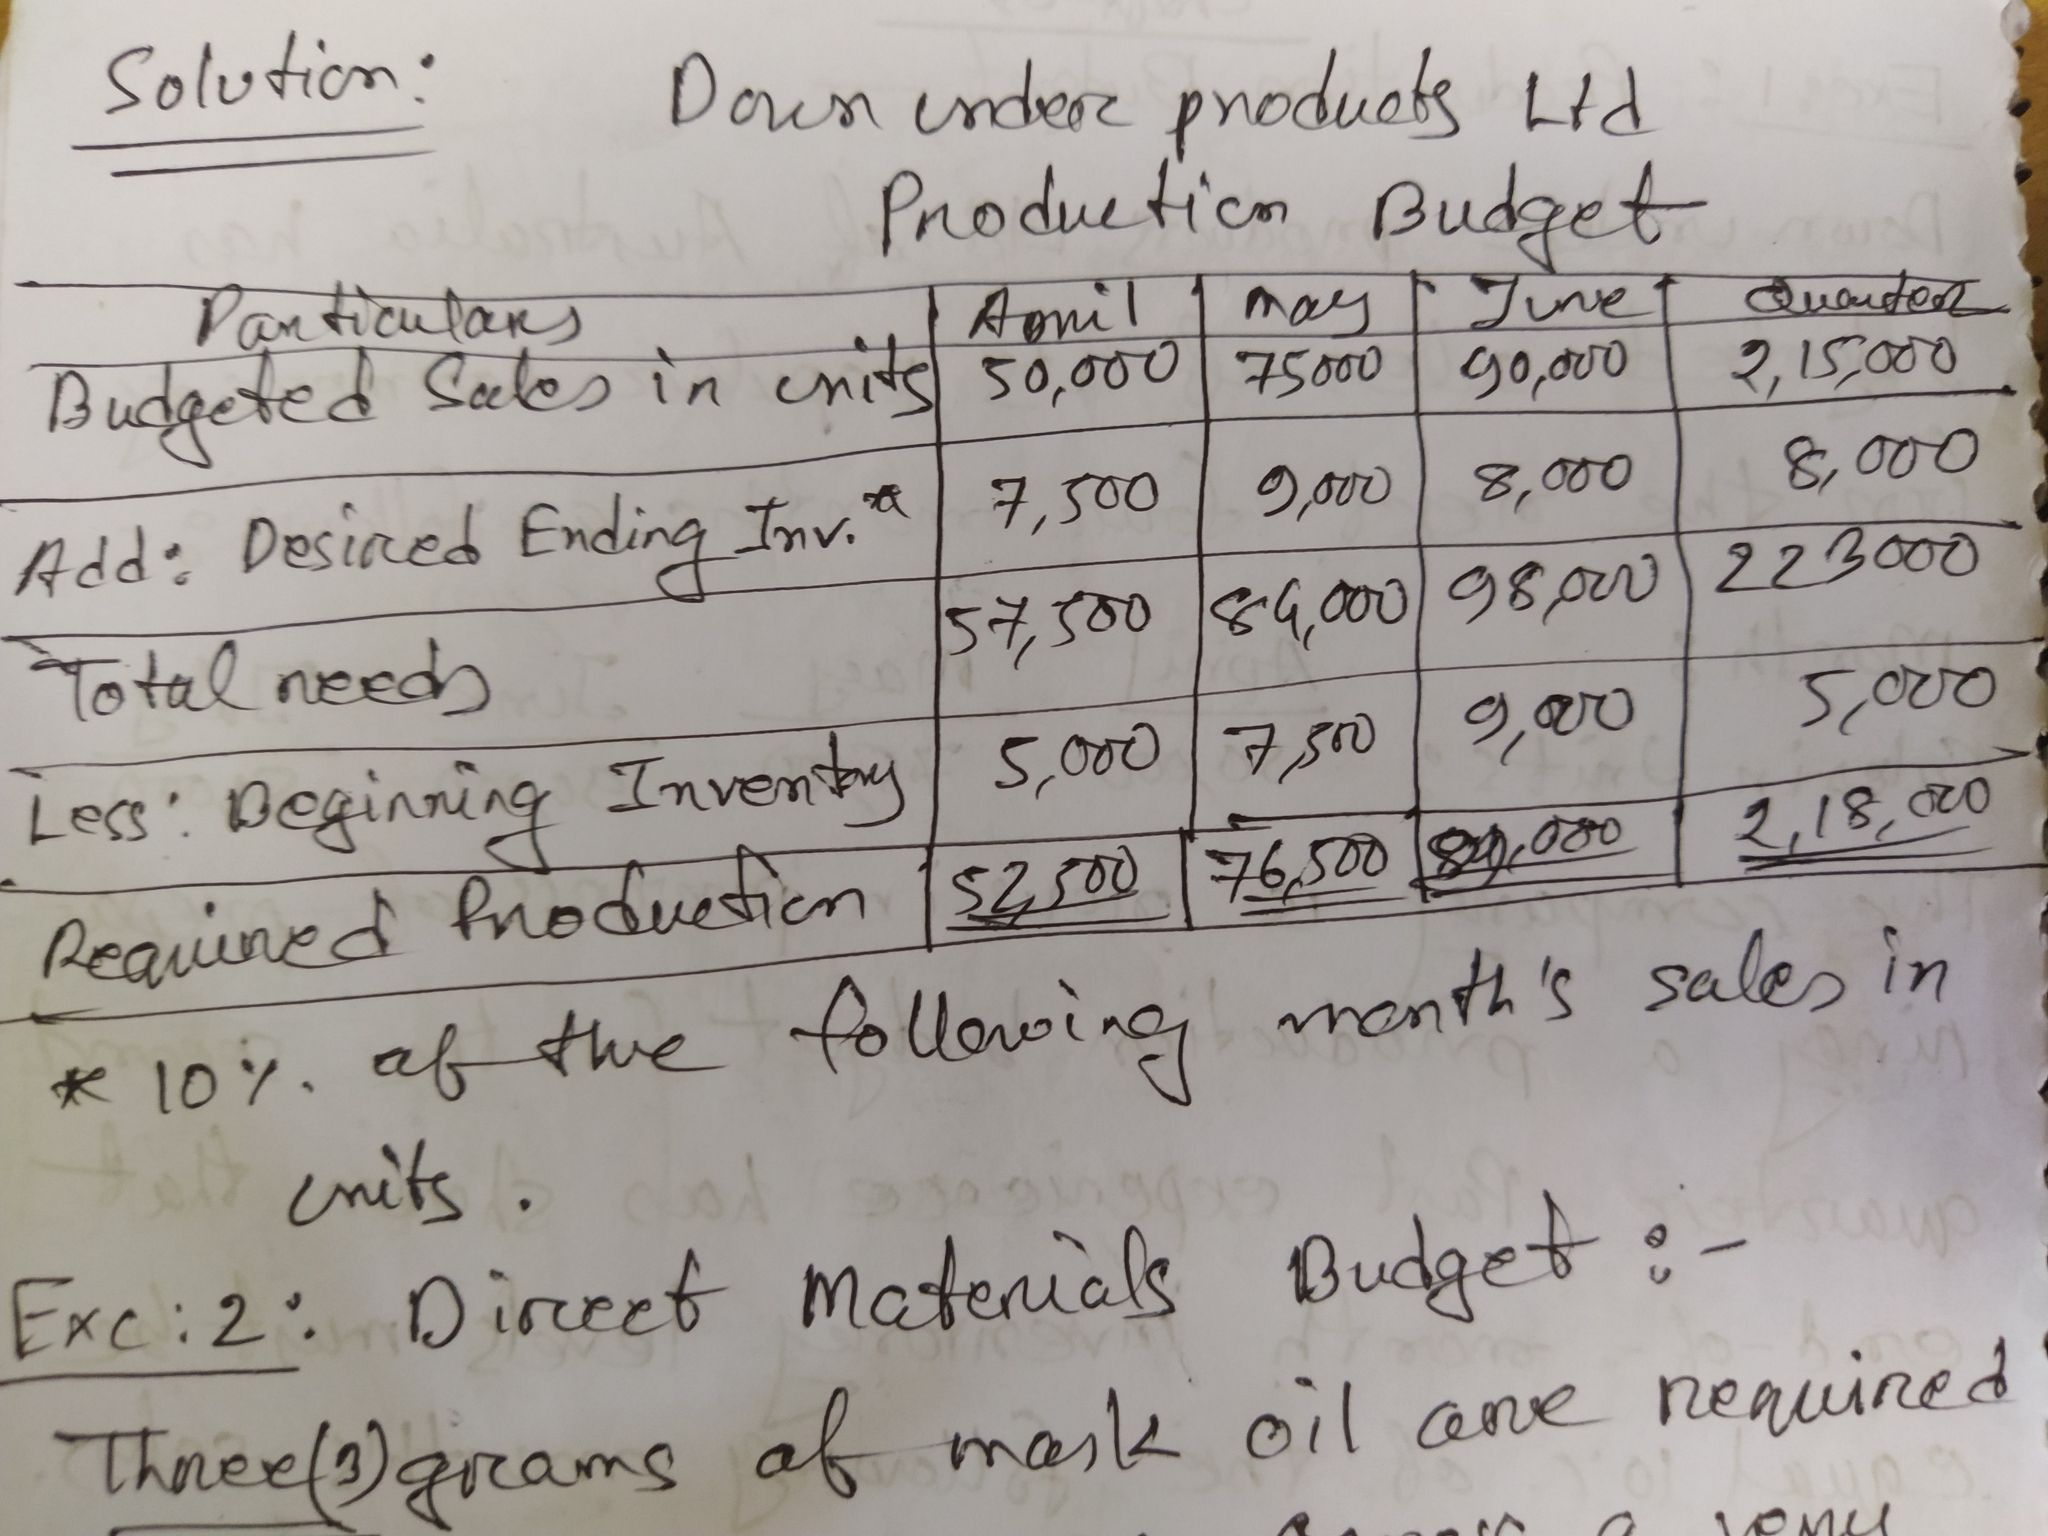 Solution: Down under products Ltd
Production Budget
Particulars April May June Quarter
Budgeted Sales in units 50,000 75000 90,000 2,15,000
Add: Desired Ending Inv.* 7,500 9,000 8,000 8,000
Total needs 57,500 84,000 98,000 223000
Less: Beginning Inventory 5,000 7,500 9,000 5,000
Required Production 52,500 76,500 89,000 2,18,000
* 10%. of the following month's sales in
units.
Exc: 2: Direct Materials Budget :-
Three(3) grams of mask oil are required
a very